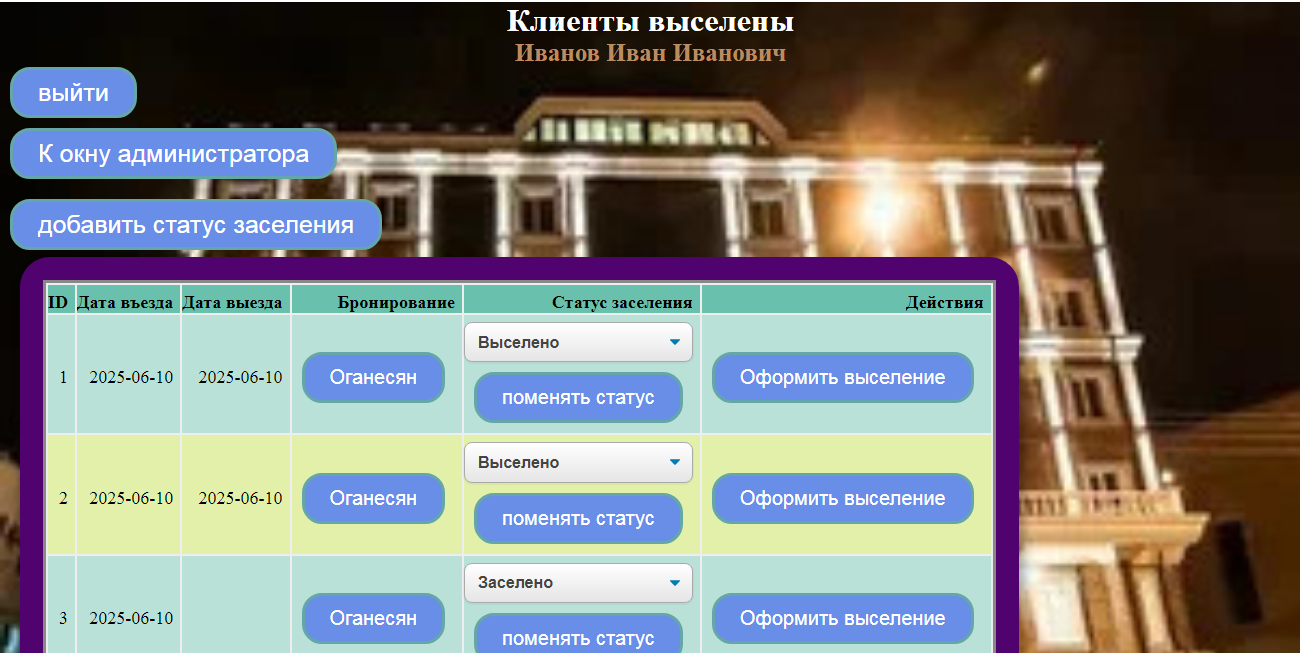 Клиенты выселены
Иванов Иван Иванович
выйти
К окну администратора
добавить статус заселения
ID Дата въезда Дата выезда Бронирование Статус заселения Действия
Выселено
1 2025-06-10 2025-06-10 Оганесян Оформить выселение
поменять статус
Выселено
2 2025-06-10 2025-06-10 Оганесян Оформить выселение
поменять статус
Заселено
3 2025-06-10 Оганесян Оформить выселение
поменять статус